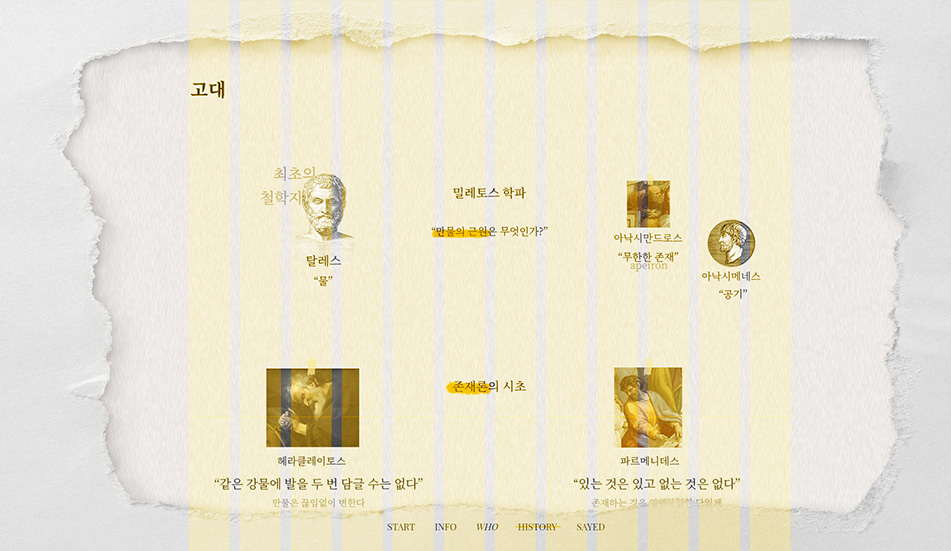 고대
최초의
철학자
탈레스
“물”
밀레토스 학파
“만물의 근원은 무엇인가?”
아낙시만드로스
“무한한 존재”
apeiron
아낙시메네스
“공기”
헤라클레이토스
“같은 강물에 발을 두 번 담글 수는 없다”
만물은 끊임없이 변한다
존재론의 시초
파르메니데스
“있는 것은 있고 없는 것은 없다”
존재하는 것은
START INFO WHO HISTORY SAYED